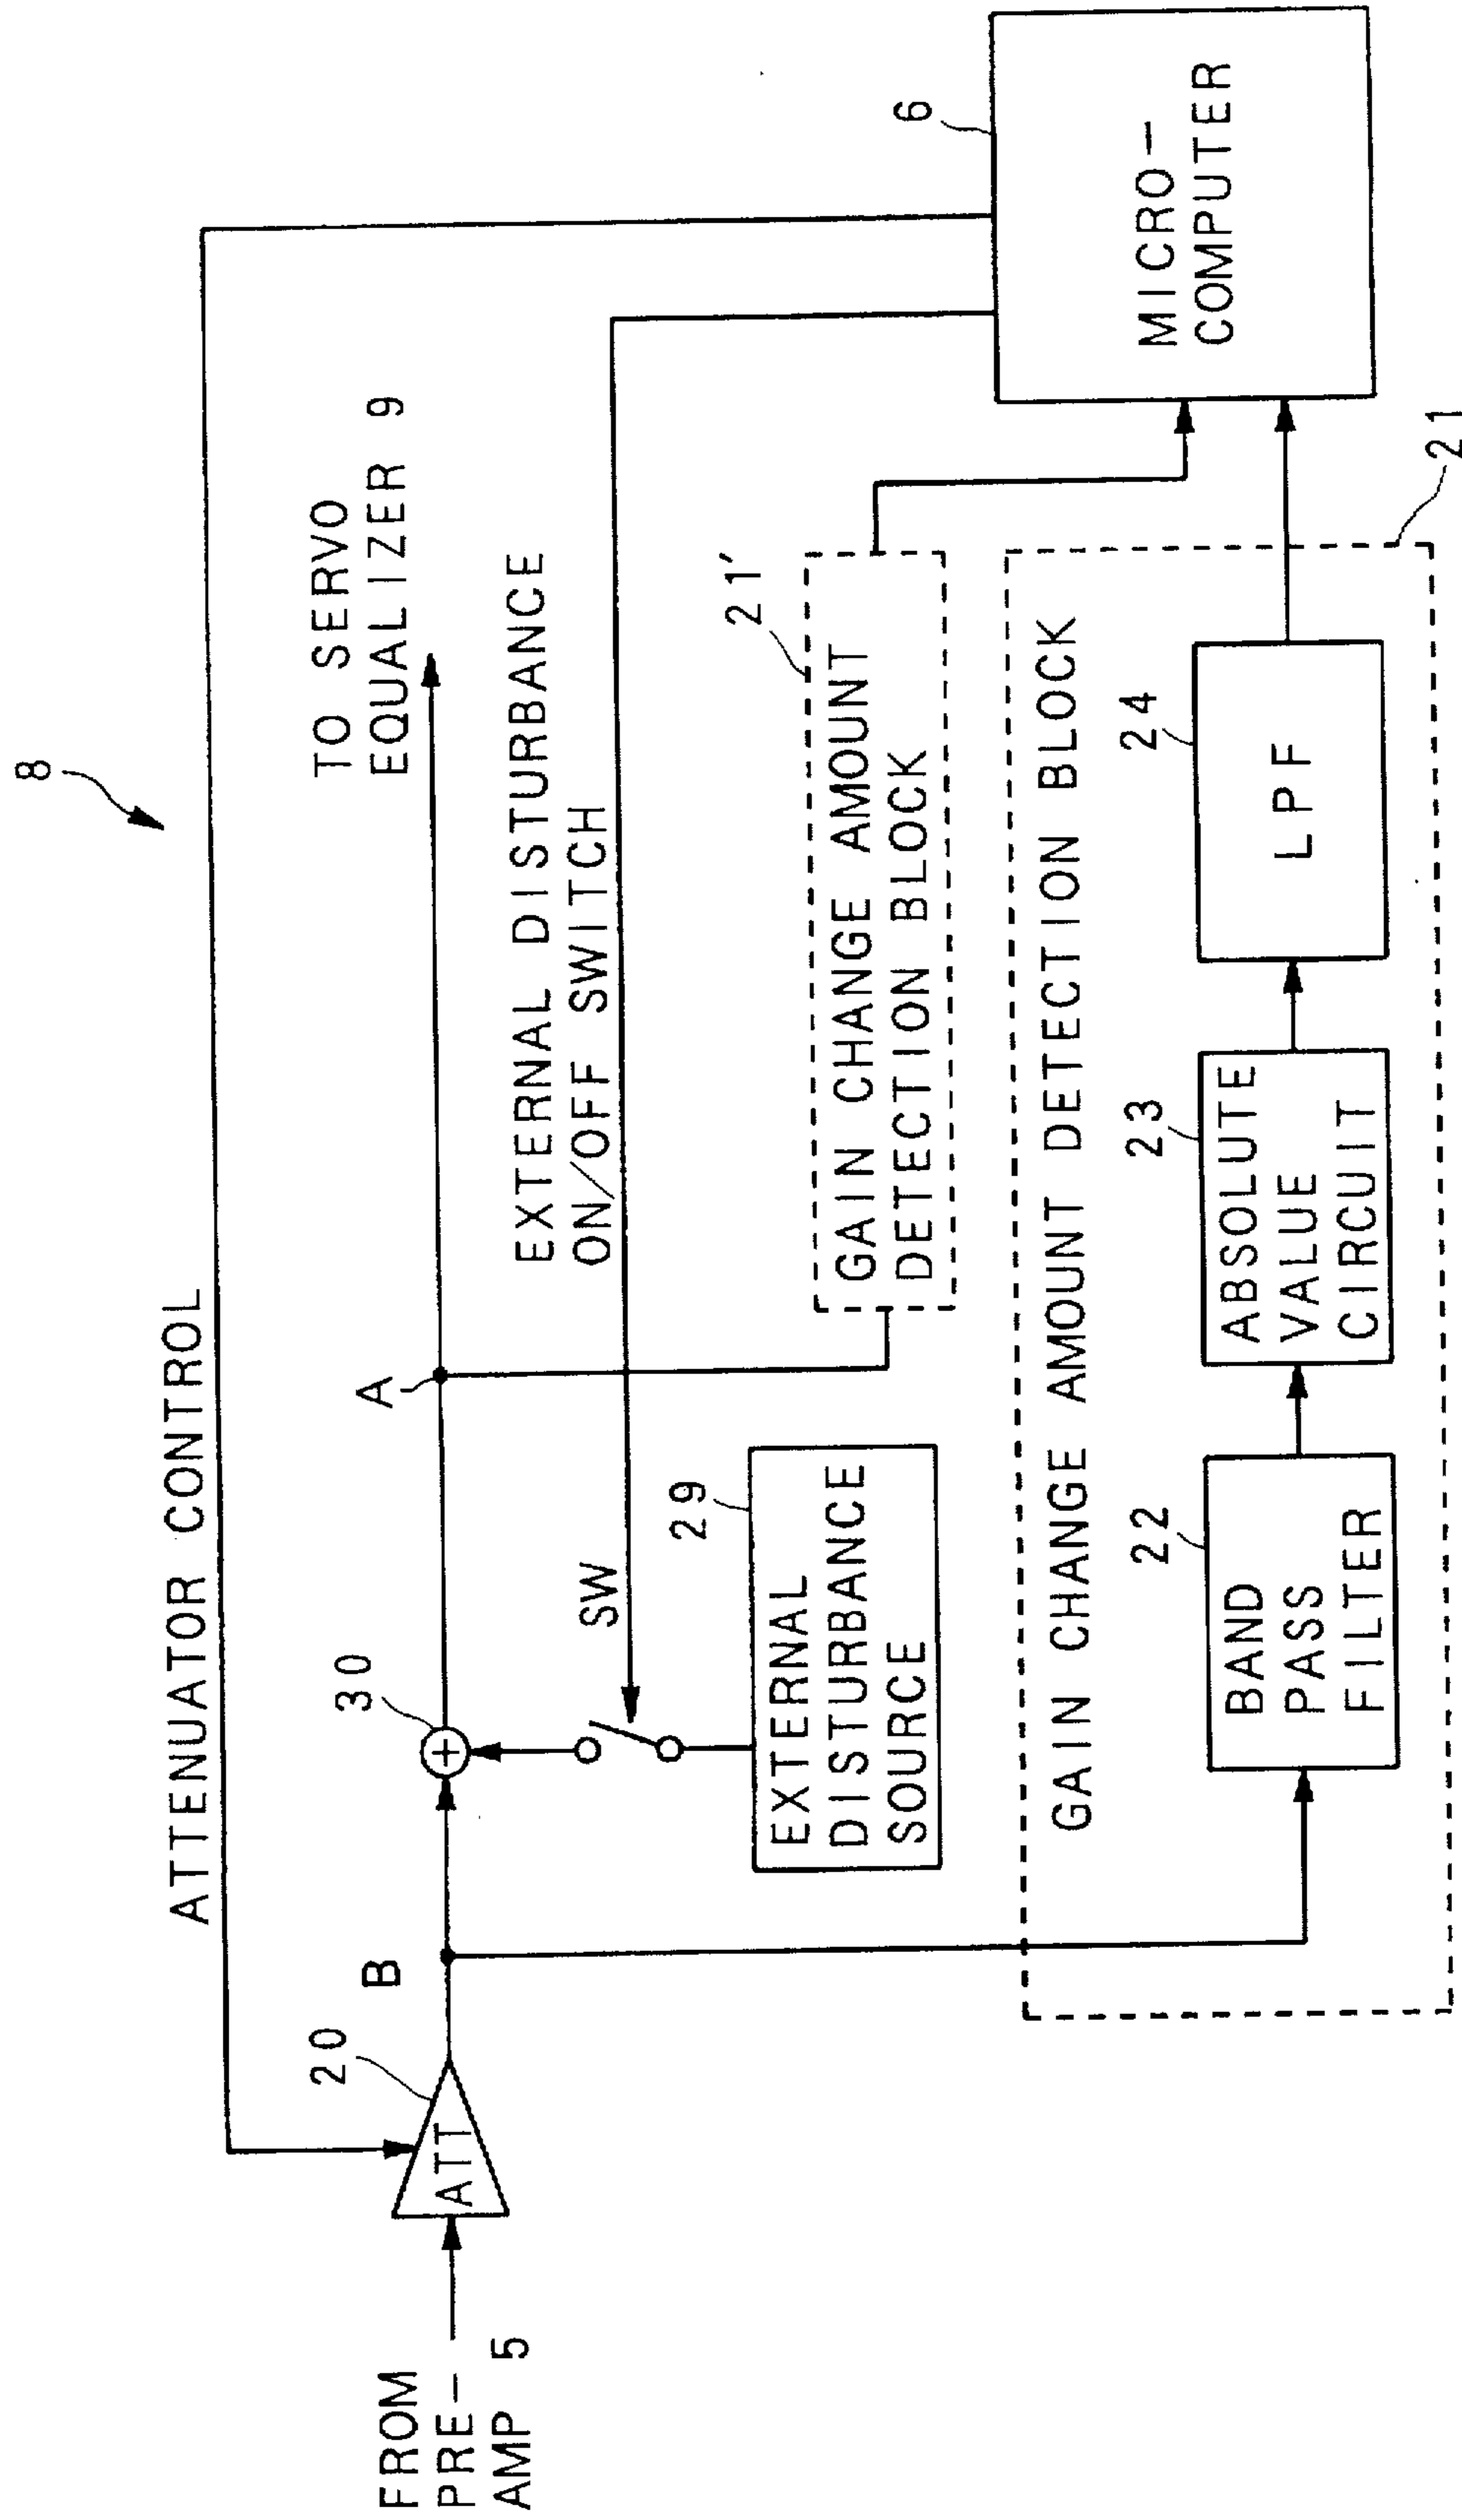 8
ATTENUATOR CONTROL
FROM
PRE-
AMP 5
20
ATT
B
30
A
TO SERVO
EQUALIZER 9
EXTERNAL DISTURBANCE
ON/OFF SWITCH
SW
29
EXTERNAL
DISTURBANCE
SOURCE
21'
GAIN CHANGE AMOUNT
DETECTION BLOCK
6
MICRO-
COMPUTER
GAIN CHANGE AMOUNT DETECTION BLOCK
21
22
BAND
PASS
FILTER
23
ABSOLUTE
VALUE
CIRCUIT
24
LPF